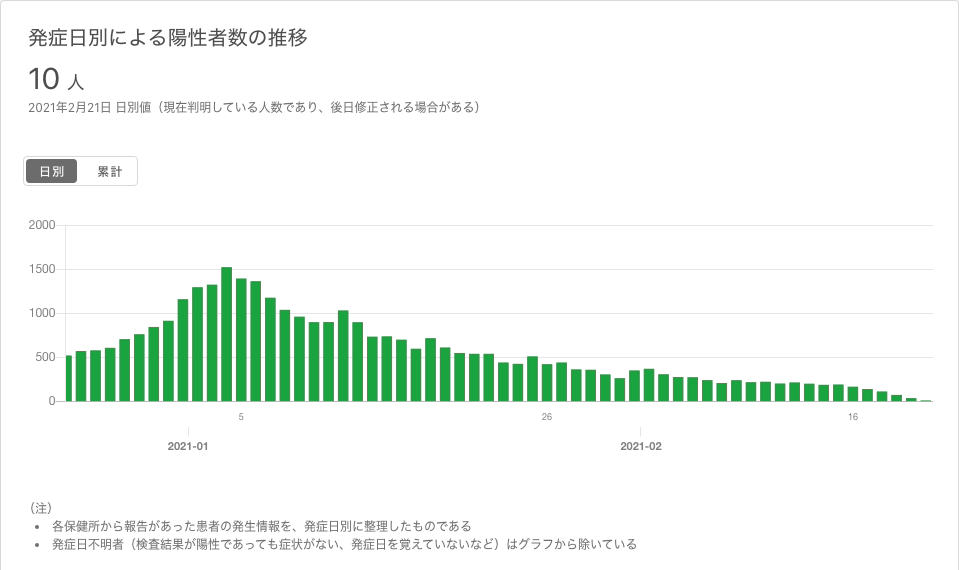 発症日別による陽性者数の推移
10 人
2021年2月21日 日別値（現在判明している人数であり、後日修正される場合がある）
日別 累計
2000
1500
1000
500
0
5 26 16
2021-01 2021-02
（注）
• 各保健所から報告があった患者の発生情報を、発症日別に整理したものである
• 発症日不明者（検査結果が陽性であっても症状がない、発症日を覚えていないなど）はグラフから除いている